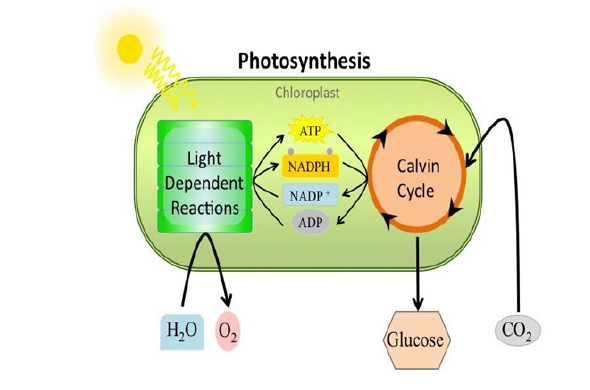 Photosynthesis
Chloroplast
ATP
Light
Dependent
Reactions
NADPH
NADP⁺
ADP
Calvin
Cycle
H₂O
O₂
Glucose
CO₂